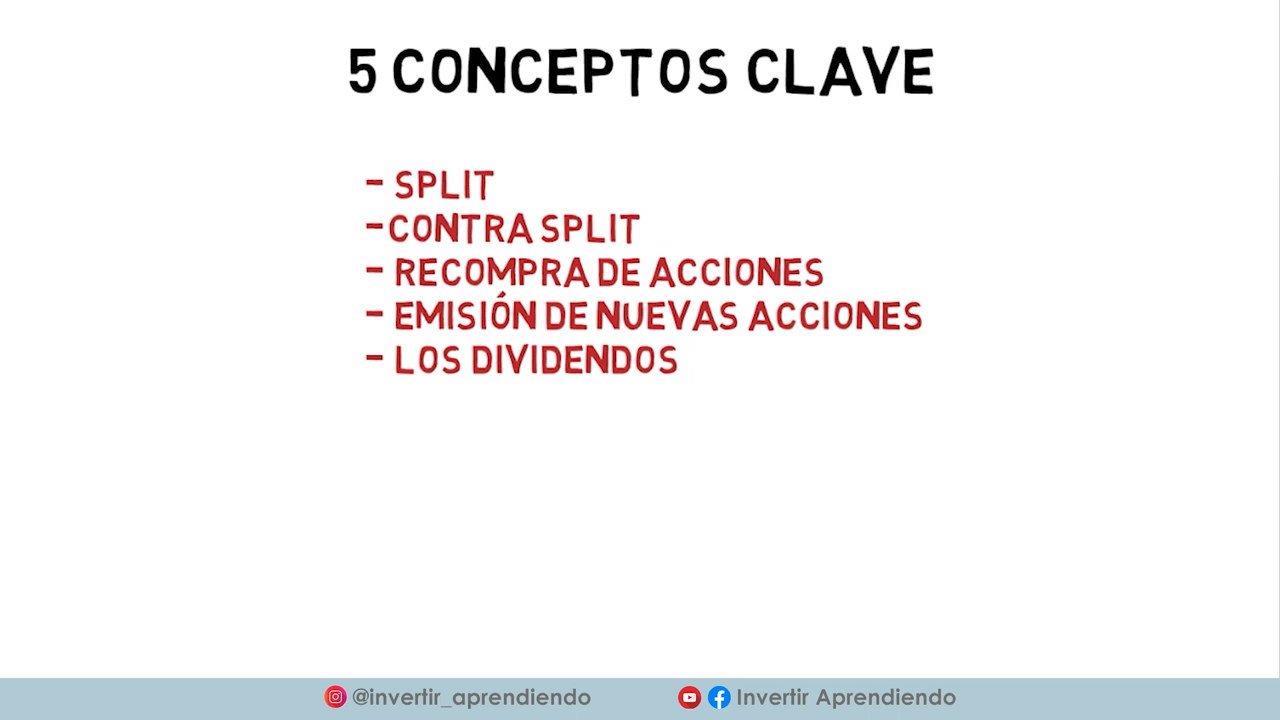 5 CONCEPTOS CLAVE
- SPLIT
-CONTRA SPLIT
- RECOMPRA DE ACCIONES
- EMISIÓN DE NUEVAS ACCIONES
- LOS DIVIDENDOS
@invertir_aprendiendo Invertir Aprendiendo